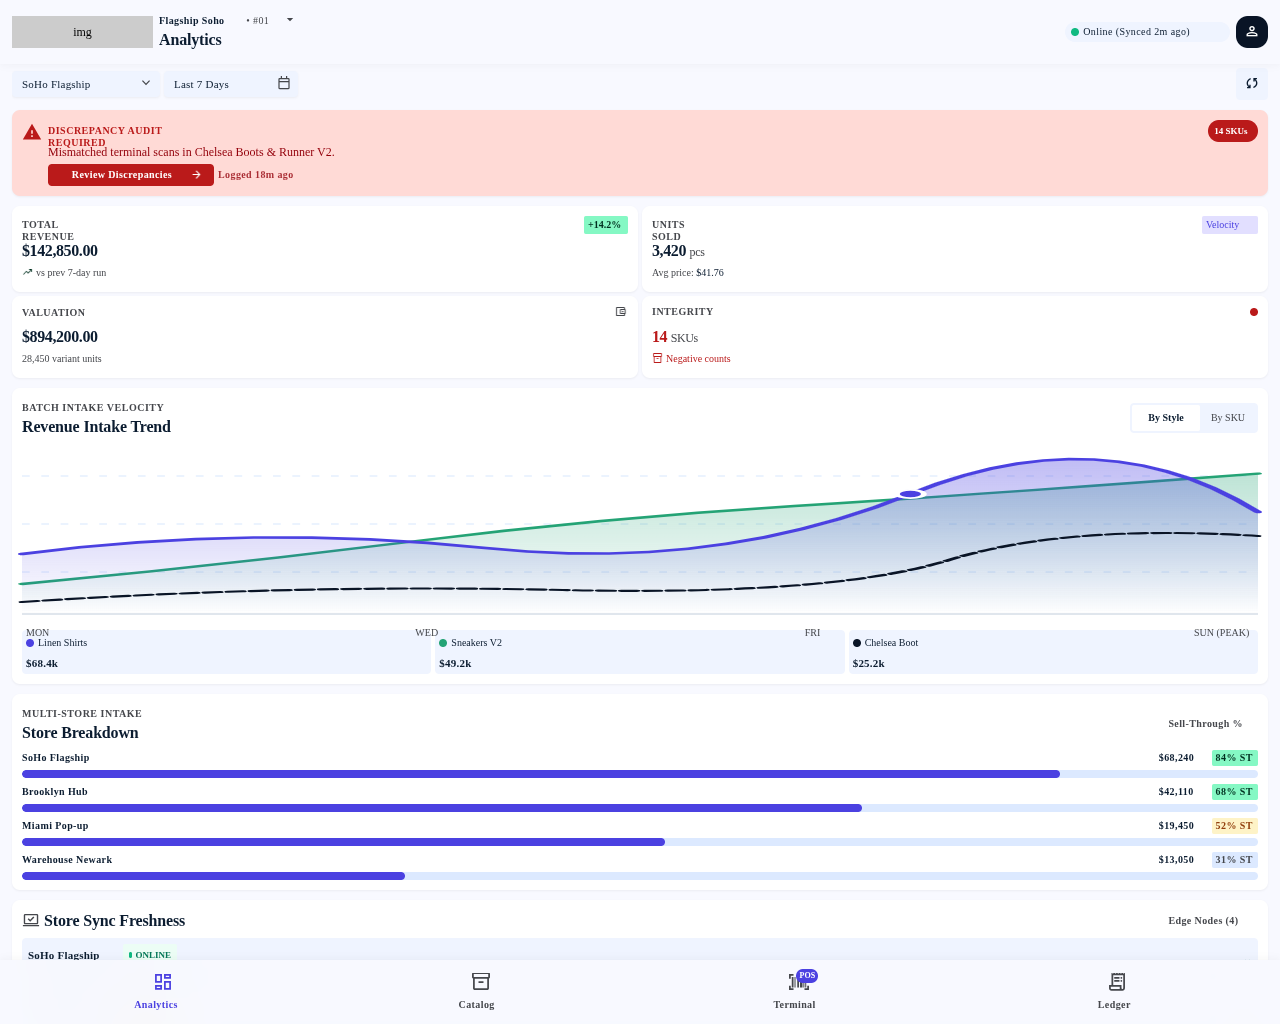 img
Flagship Soho • #01
Analytics
Online (Synced 2m ago)
SoHo Flagship
Last 7 Days
DISCREPANCY AUDIT
REQUIRED
14 SKUs
Mismatched terminal scans in Chelsea Boots & Runner V2.
Review Discrepancies
Logged 18m ago
TOTAL
REVENUE
+14.2%
$142,850.00
vs prev 7-day run
UNITS
SOLD
Velocity
3,420 pcs
Avg price: $41.76
VALUATION
$894,200.00
28,450 variant units
INTEGRITY
14 SKUs
Negative counts
BATCH INTAKE VELOCITY
Revenue Intake Trend
By Style
By SKU
MON
WED
FRI
SUN (PEAK)
Linen Shirts
$68.4k
Sneakers V2
$49.2k
Chelsea Boot
$25.2k
MULTI-STORE INTAKE
Store Breakdown
Sell-Through %
SoHo Flagship $68,240 84% ST
Brooklyn Hub $42,110 68% ST
Miami Pop-up $19,450 52% ST
Warehouse Newark $13,050 31% ST
Store Sync Freshness
Edge Nodes (4)
SoHo Flagship ONLINE
Analytics
Catalog
POS
Terminal
Ledger